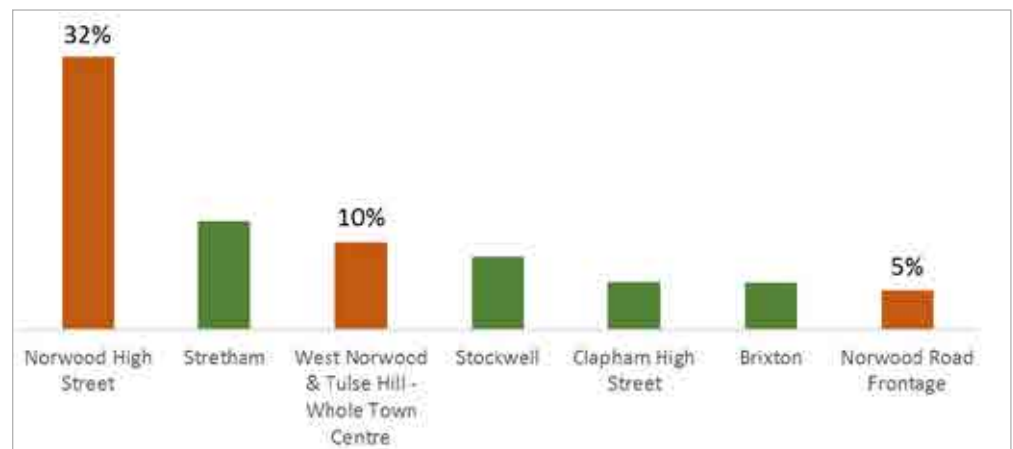 32%
10%
5%
Norwood High
Street
Stretham
West Norwood
& Tulse Hill -
Whole Town
Centre
Stockwell
Clapham High
Street
Brixton
Norwood Road
Frontage